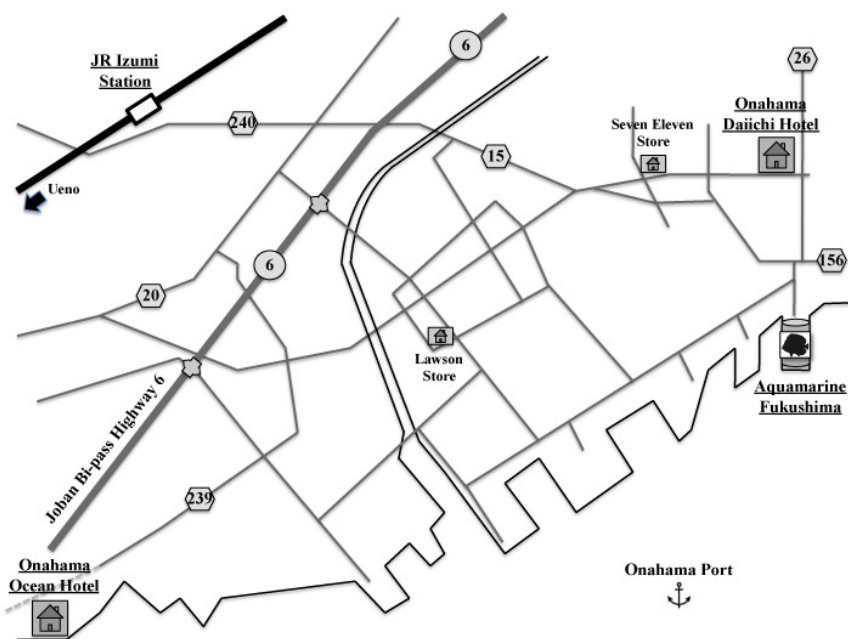 6
26
JR Izumi
Station
240
Seven Eleven
Store
Onahama
Daiichi Hotel
15
Ueno
6
156
20
Lawson
Store
Aquamarine
Fukushima
Joban Bi-pass Highway 6
239
Onahama
Ocean Hotel
Onahama Port